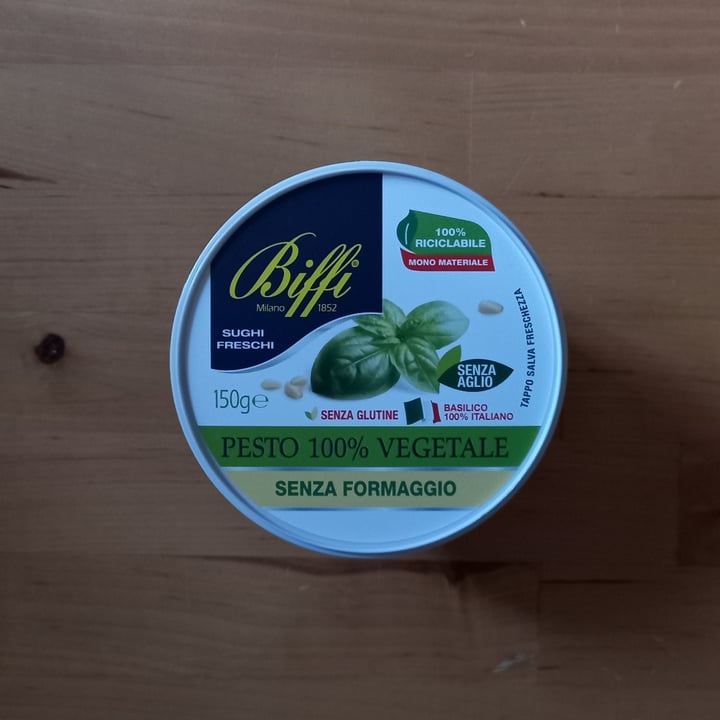 Biffi®
Milano 1852
SUGHI
FRESCHI
100%
RICICLABILE
MONO MATERIALE
TAPPO SALVA FRESCHEZZA
SENZA
AGLIO
150g℮
SENZA GLUTINE
BASILICO
100% ITALIANO
PESTO 100% VEGETALE
SENZA FORMAGGIO